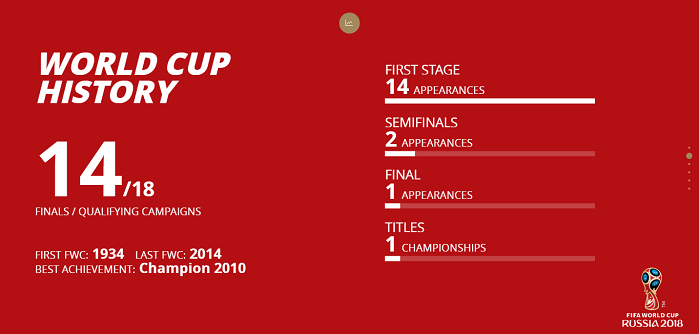 WORLD CUP
HISTORY
14/18
FINALS / QUALIFYING CAMPAIGNS
FIRST FWC: 1934 LAST FWC: 2014
BEST ACHIEVEMENT: Champion 2010
FIRST STAGE
14 APPEARANCES
SEMIFINALS
2 APPEARANCES
FINAL
1 APPEARANCES
TITLES
1 CHAMPIONSHIPS
FIFA WORLD CUP
RUSSIA 2018